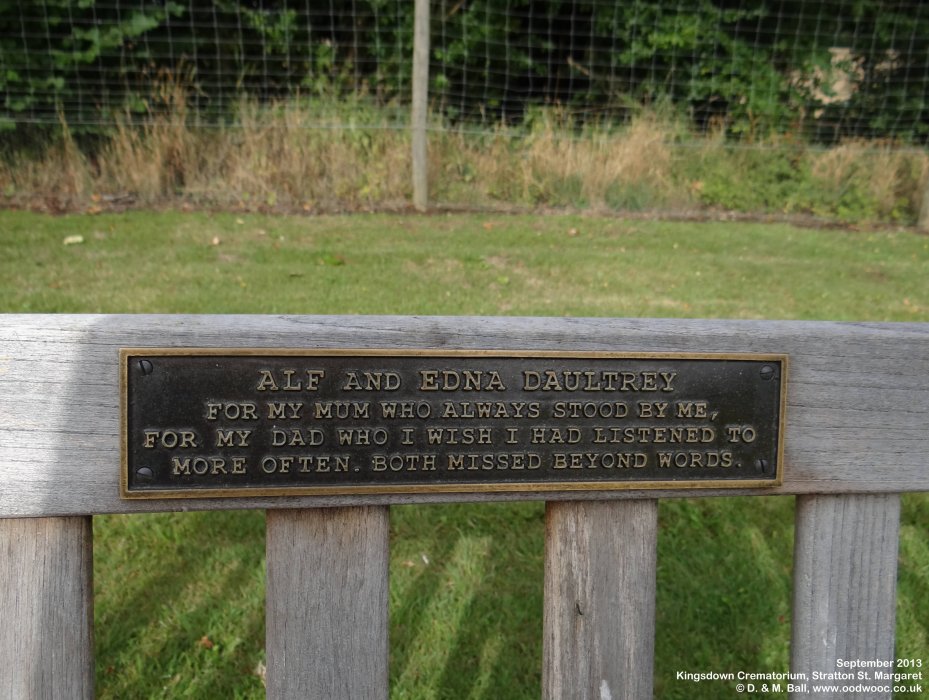 ALF AND EDNA DAULTREY
FOR MY MUM WHO ALWAYS STOOD BY ME,
FOR MY DAD WHO I WISH I HAD LISTENED TO
MORE OFTEN. BOTH MISSED BEYOND WORDS.
September 2013
Kingsdown Crematorium, Stratton St. Margaret
© D. & M. Ball, www.oodwooc.co.uk